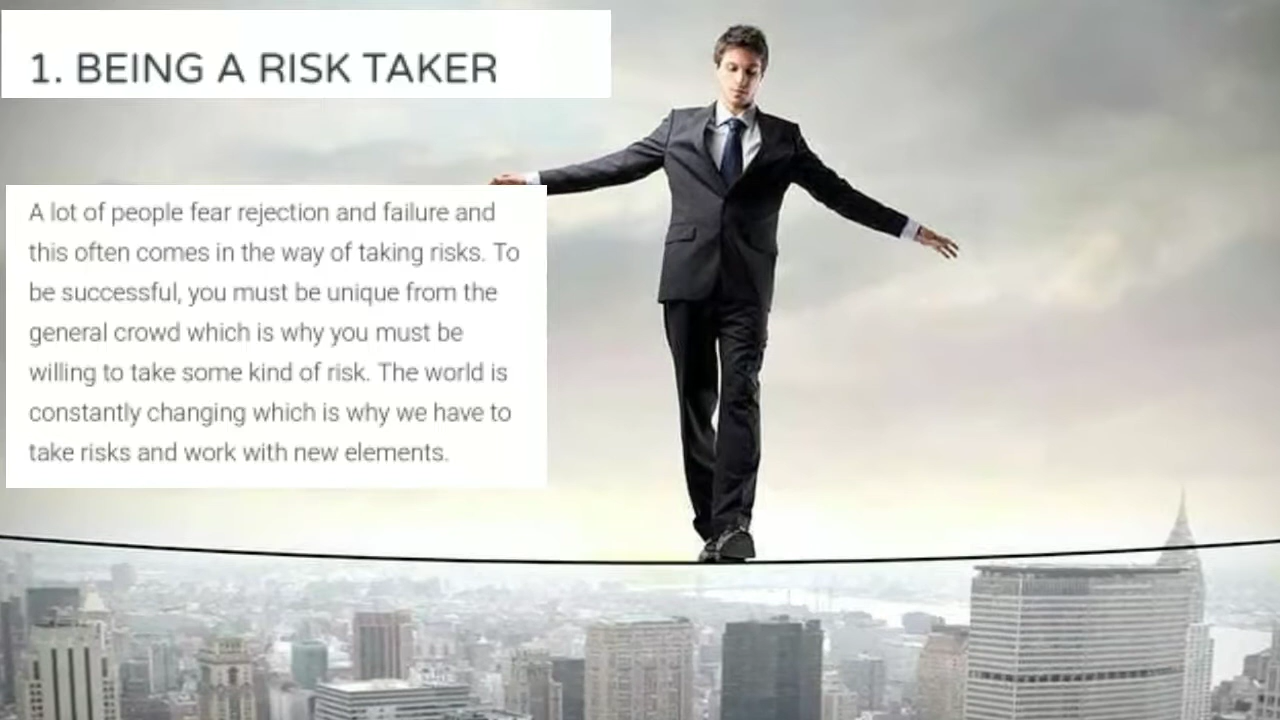 1. BEING A RISK TAKER
A lot of people fear rejection and failure and
this often comes in the way of taking risks. To
be successful, you must be unique from the
general crowd which is why you must be
willing to take some kind of risk. The world is
constantly changing which is why we have to
take risks and work with new elements.